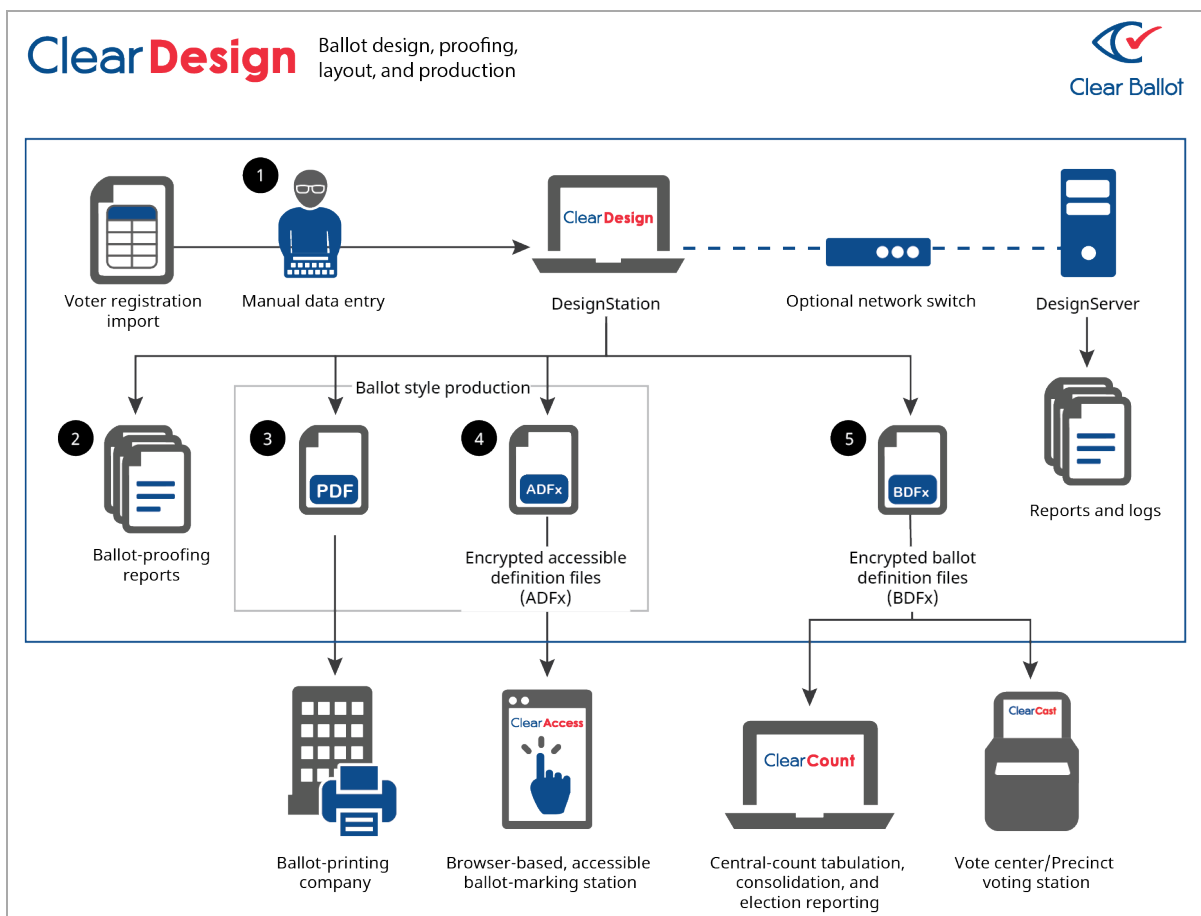 ClearDesign
Ballot design, proofing,
layout, and production
Clear Ballot
1
ClearDesign
Voter registration
import
Manual data entry
DesignStation
Optional network switch
DesignServer
Ballot style production
2
3
4
5
PDF
ADFx
BDFx
Reports and logs
Ballot-proofing
reports
Encrypted accessible
definition files
(ADFx)
Encrypted ballot
definition files
(BDFx)
ClearAccess
ClearCount
ClearCast
Ballot-printing
company
Browser-based, accessible
ballot-marking station
Central-count tabulation,
consolidation, and
election reporting
Vote center/Precinct
voting station